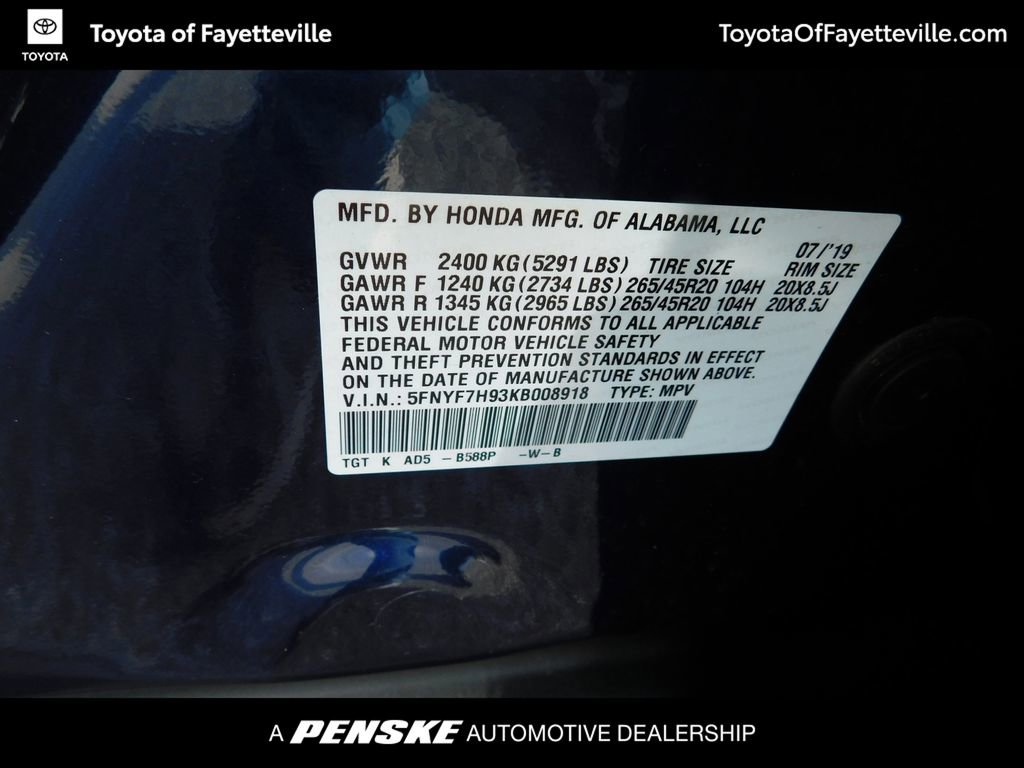 TOYOTA
Toyota of Fayetteville
ToyotaOfFayetteville.com
MFD. BY HONDA MFG. OF ALABAMA, LLC
07/'19
GVWR 2400 KG(5291 LBS) TIRE SIZE RIM SIZE
GAWR F 1240 KG(2734 LBS) 265/45R20 104H 20X8.5J
GAWR R 1345 KG(2965 LBS) 265/45R20 104H 20X8.5J
THIS VEHICLE CONFORMS TO ALL APPLICABLE
FEDERAL MOTOR VEHICLE SAFETY
AND THEFT PREVENTION STANDARDS IN EFFECT
ON THE DATE OF MANUFACTURE SHOWN ABOVE.
V.I.N.: 5FNYF7H93KB008918 TYPE: MPV
TGT K AD5 -B588P -W-B
A PENSKE AUTOMOTIVE DEALERSHIP